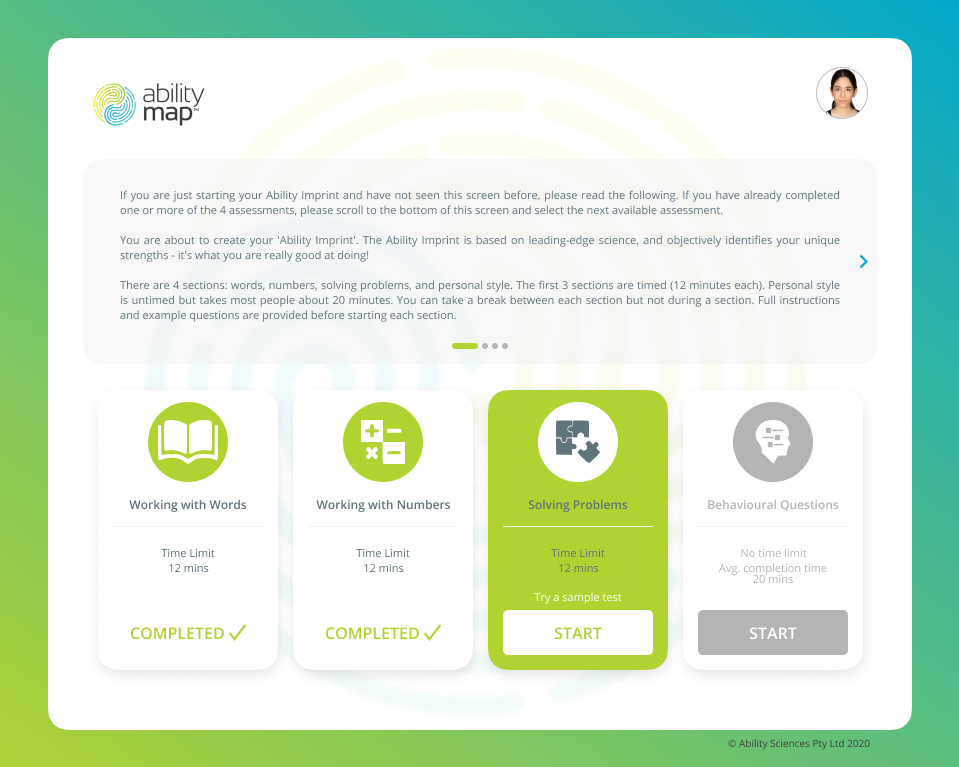 ability
map™
If you are just starting your Ability Imprint and have not seen this screen before, please read the following. If you have already completed
one or more of the 4 assessments, please scroll to the bottom of this screen and select the next available assessment.
You are about to create your 'Ability Imprint'. The Ability Imprint is based on leading-edge science, and objectively identifies your unique
strengths - it's what you are really good at doing!
There are 4 sections: words, numbers, solving problems, and personal style. The first 3 sections are timed (12 minutes each). Personal style
is untimed but takes most people about 20 minutes. You can take a break between each section but not during a section. Full instructions
and example questions are provided before starting each section.
Working with Words
Time Limit
12 mins
COMPLETED ✓
Working with Numbers
Time Limit
12 mins
COMPLETED ✓
Solving Problems
Time Limit
12 mins
Try a sample test
START
Behavioural Questions
No time limit
Avg. completion time
20 mins
START
© Ability Sciences Pty Ltd 2020